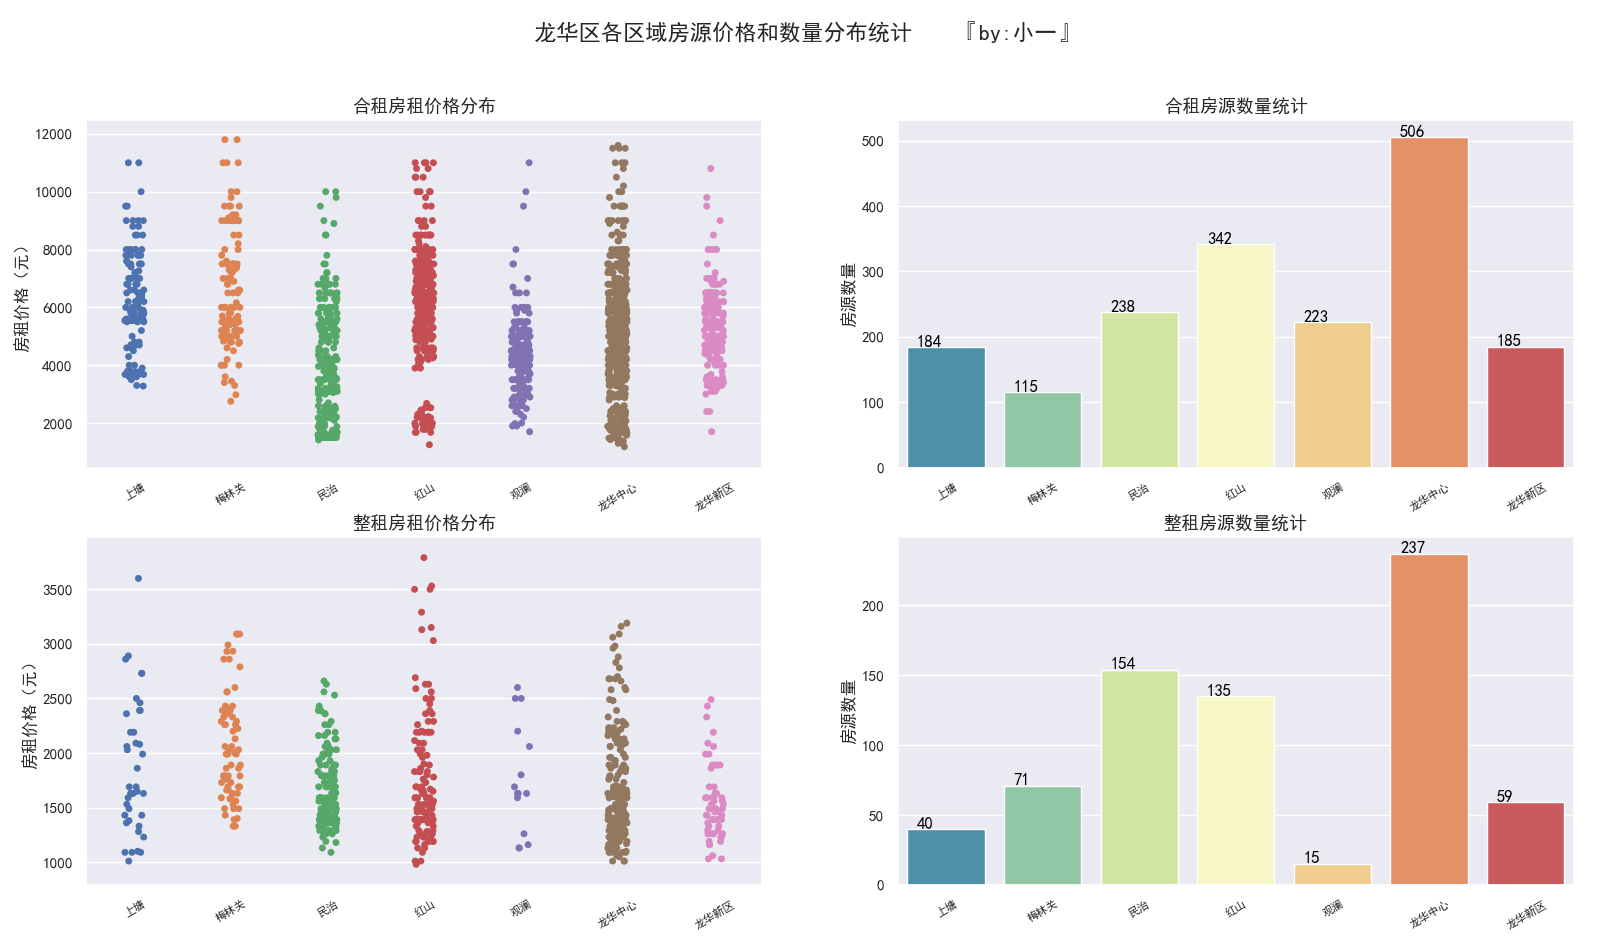 龙华区各区域房源价格和数量分布统计 『by:小一』
合租房租价格分布
房租价格（元）
12000
10000
8000
6000
4000
2000
上塘 梅林关 民治 红山 观澜 龙华中心 龙华新区
合租房源数量统计
房源数量
500
400
300
200
100
0
184 115 238 342 223 506 185
上塘 梅林关 民治 红山 观澜 龙华中心 龙华新区
整租房租价格分布
房租价格（元）
3500
3000
2500
2000
1500
1000
上塘 梅林关 民治 红山 观澜 龙华中心 龙华新区
整租房源数量统计
房源数量
200
150
100
50
0
40 71 154 135 15 237 59
上塘 梅林关 民治 红山 观澜 龙华中心 龙华新区